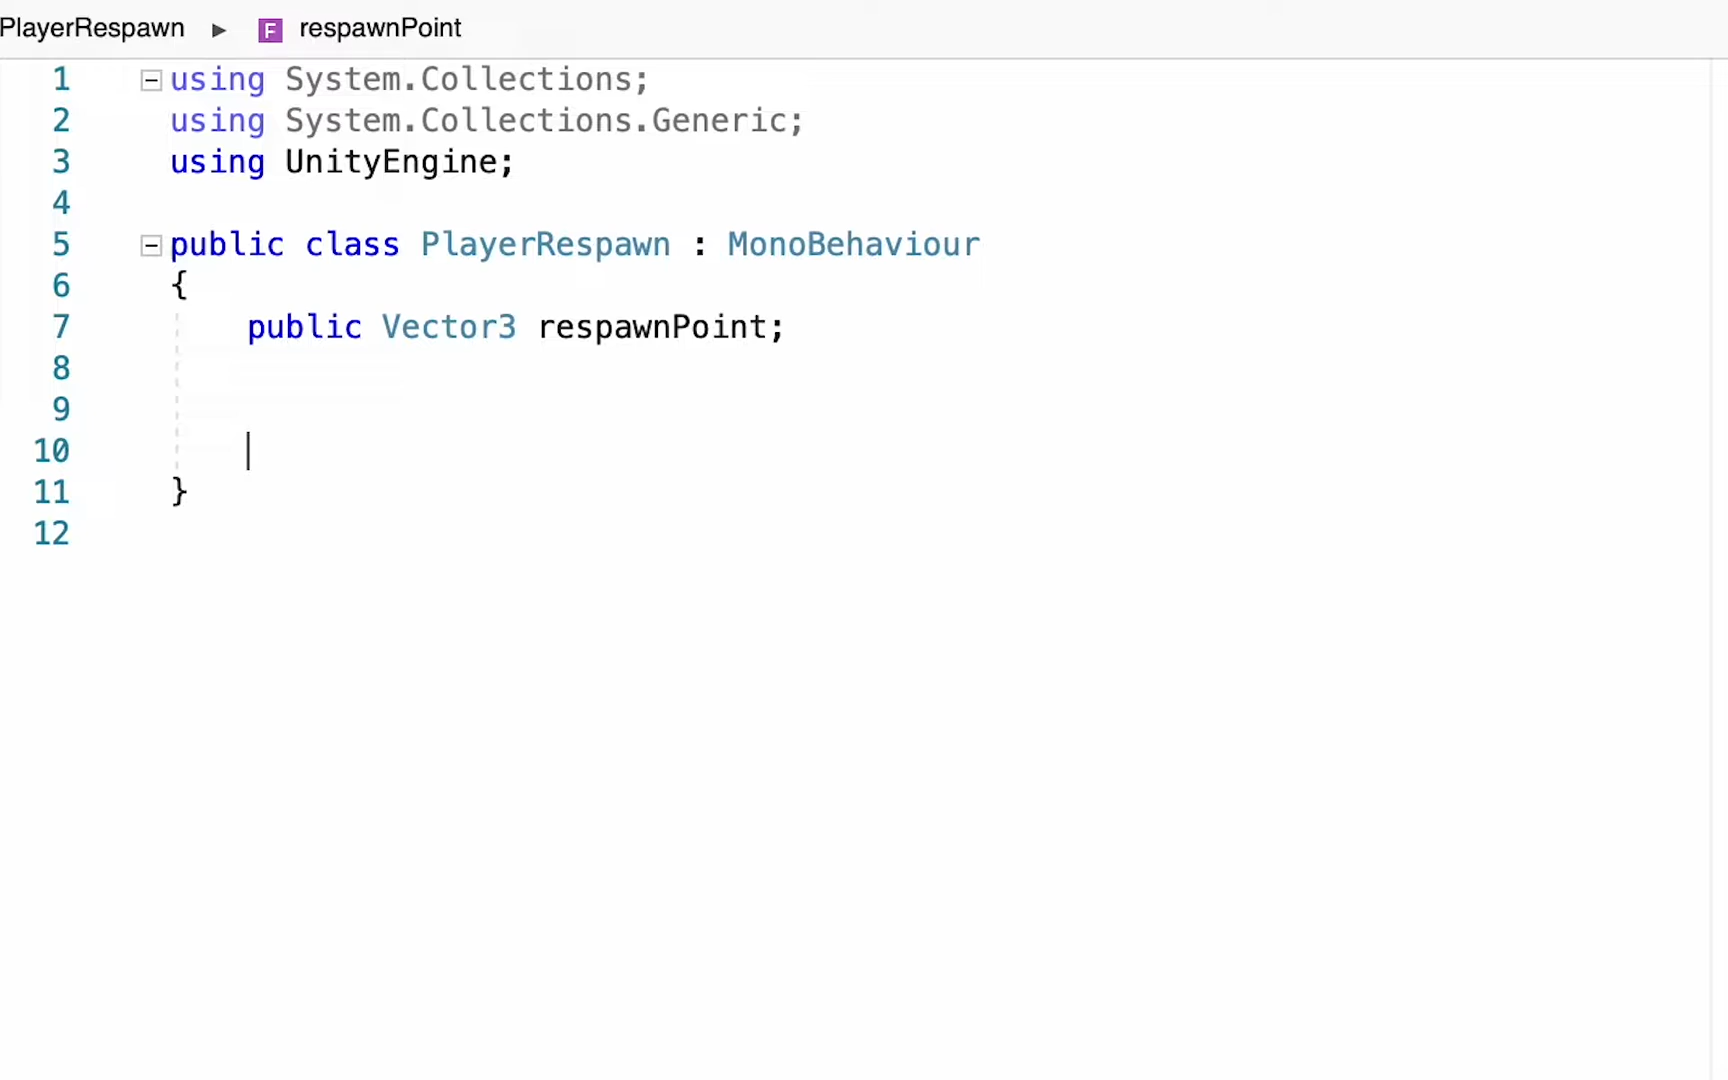 PlayerRespawn ▶ F respawnPoint
1 using System.Collections;
2 using System.Collections.Generic;
3 using UnityEngine;
4
5 public class PlayerRespawn : MonoBehaviour
6 {
7 public Vector3 respawnPoint;
8
9
10
11 }
12